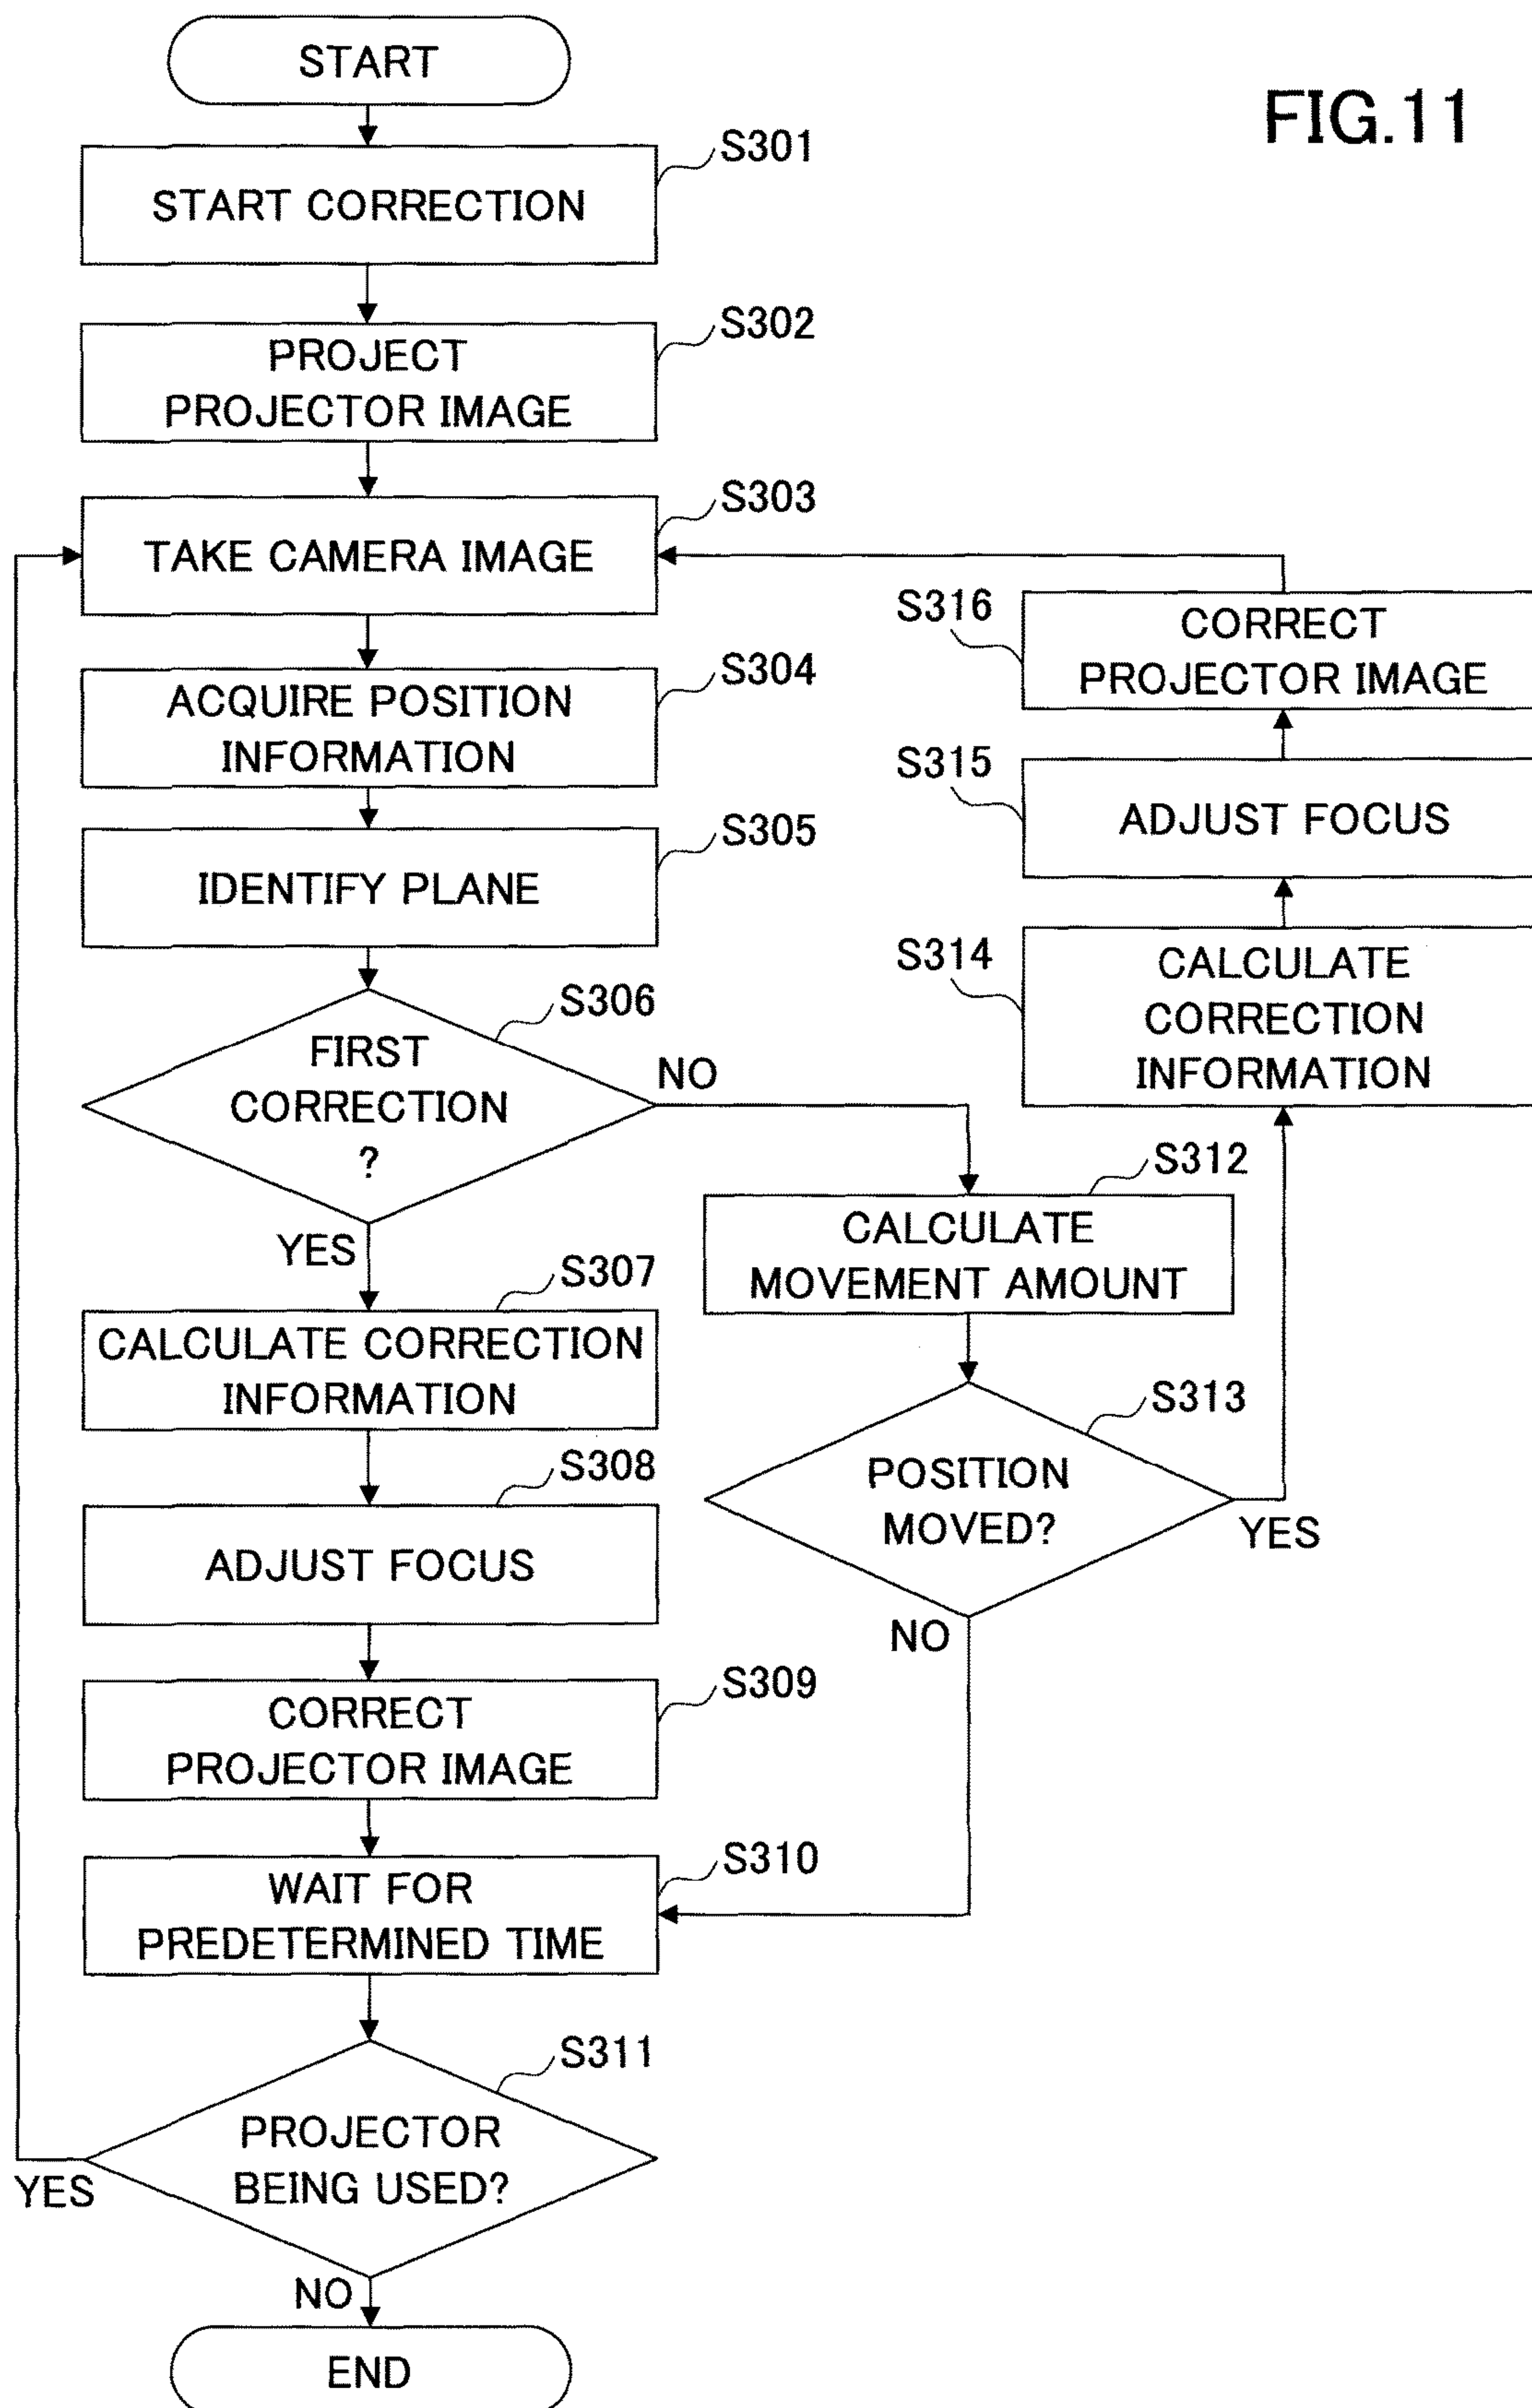 FIG.11
START
S301
START CORRECTION
S302
PROJECT
PROJECTOR IMAGE
S303
TAKE CAMERA IMAGE
S304
ACQUIRE POSITION
INFORMATION
S305
IDENTIFY PLANE
S306
FIRST
CORRECTION
?
NO
YES
S307
CALCULATE CORRECTION
INFORMATION
S308
ADJUST FOCUS
S309
CORRECT
PROJECTOR IMAGE
S310
WAIT FOR
PREDETERMINED TIME
S311
PROJECTOR
BEING USED?
YES
NO
END
S312
CALCULATE
MOVEMENT AMOUNT
S313
POSITION
MOVED?
YES
NO
S314
CALCULATE
CORRECTION
INFORMATION
S315
ADJUST FOCUS
S316
CORRECT
PROJECTOR IMAGE